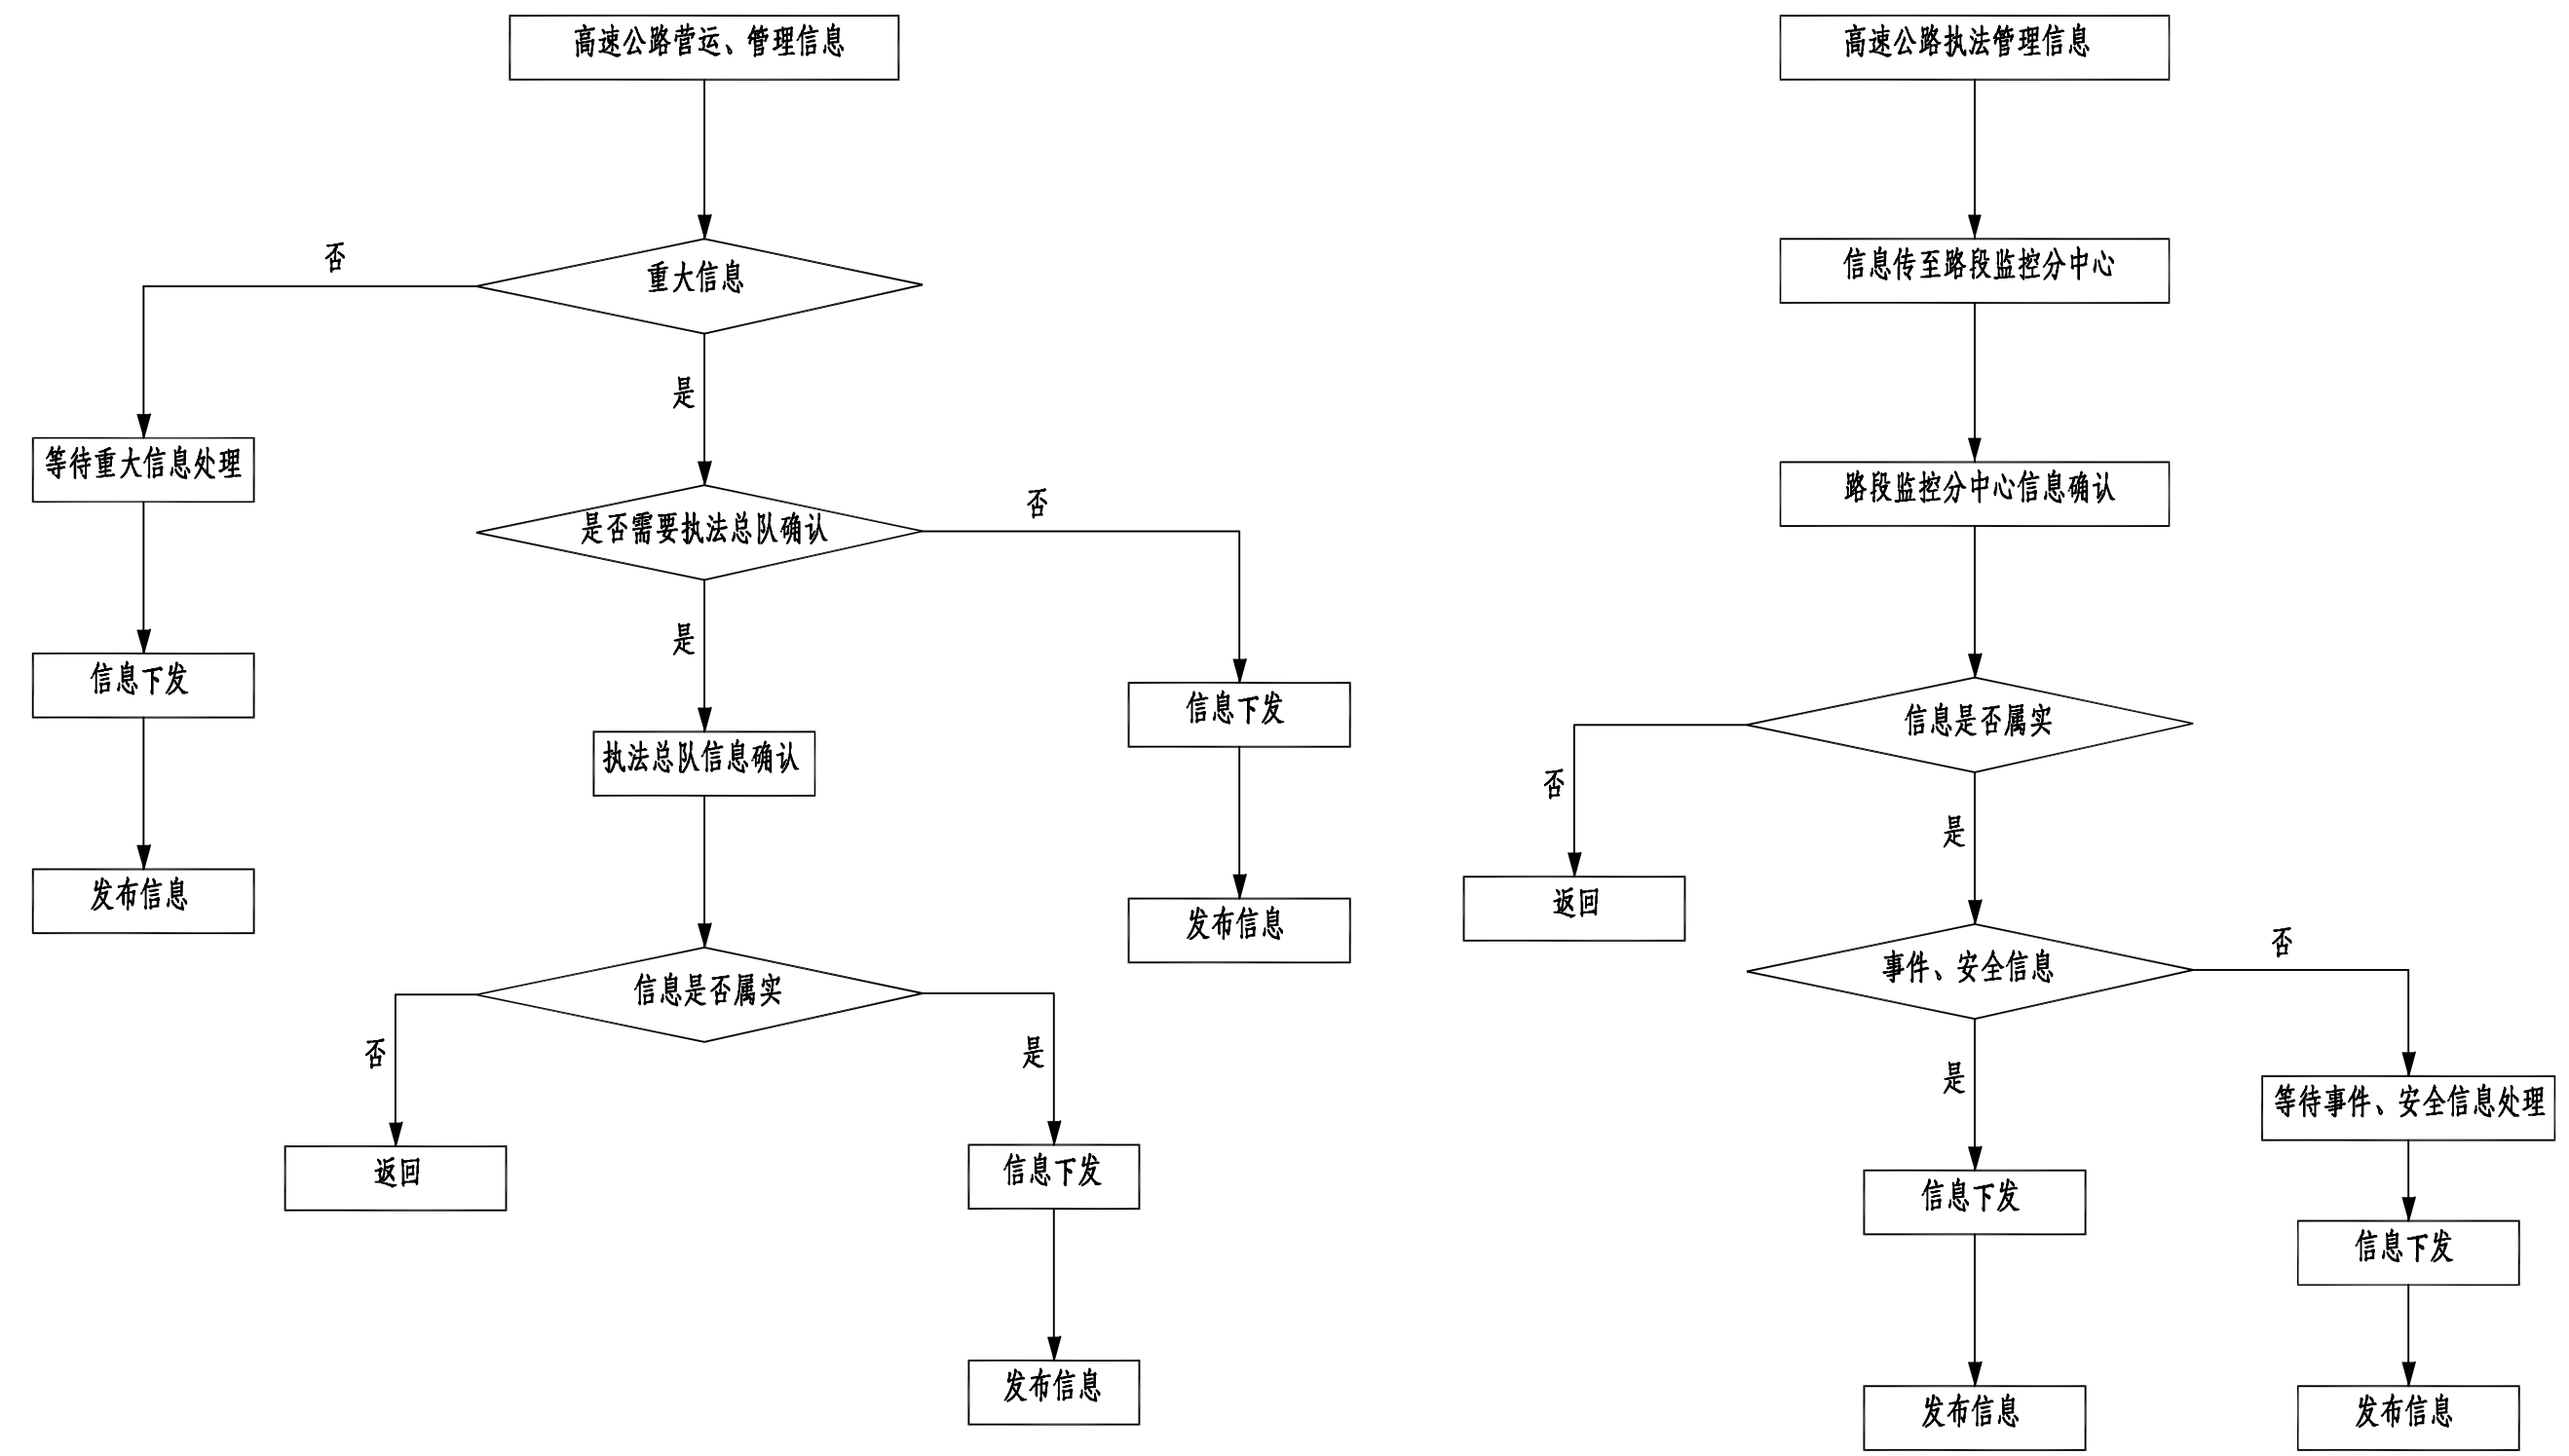 高速公路营运、管理信息
否
重大信息
是
等待重大信息处理
信息下发
发布信息
是否需要执法总队确认
否
是
信息下发
发布信息
执法总队信息确认
信息是否属实
否
是
返回
信息下发
发布信息
高速公路执法管理信息
信息传至路段监控分中心
路段监控分中心信息确认
信息是否属实
否
是
返回
事件、安全信息
否
是
等待事件、安全信息处理
信息下发
信息下发
发布信息
发布信息